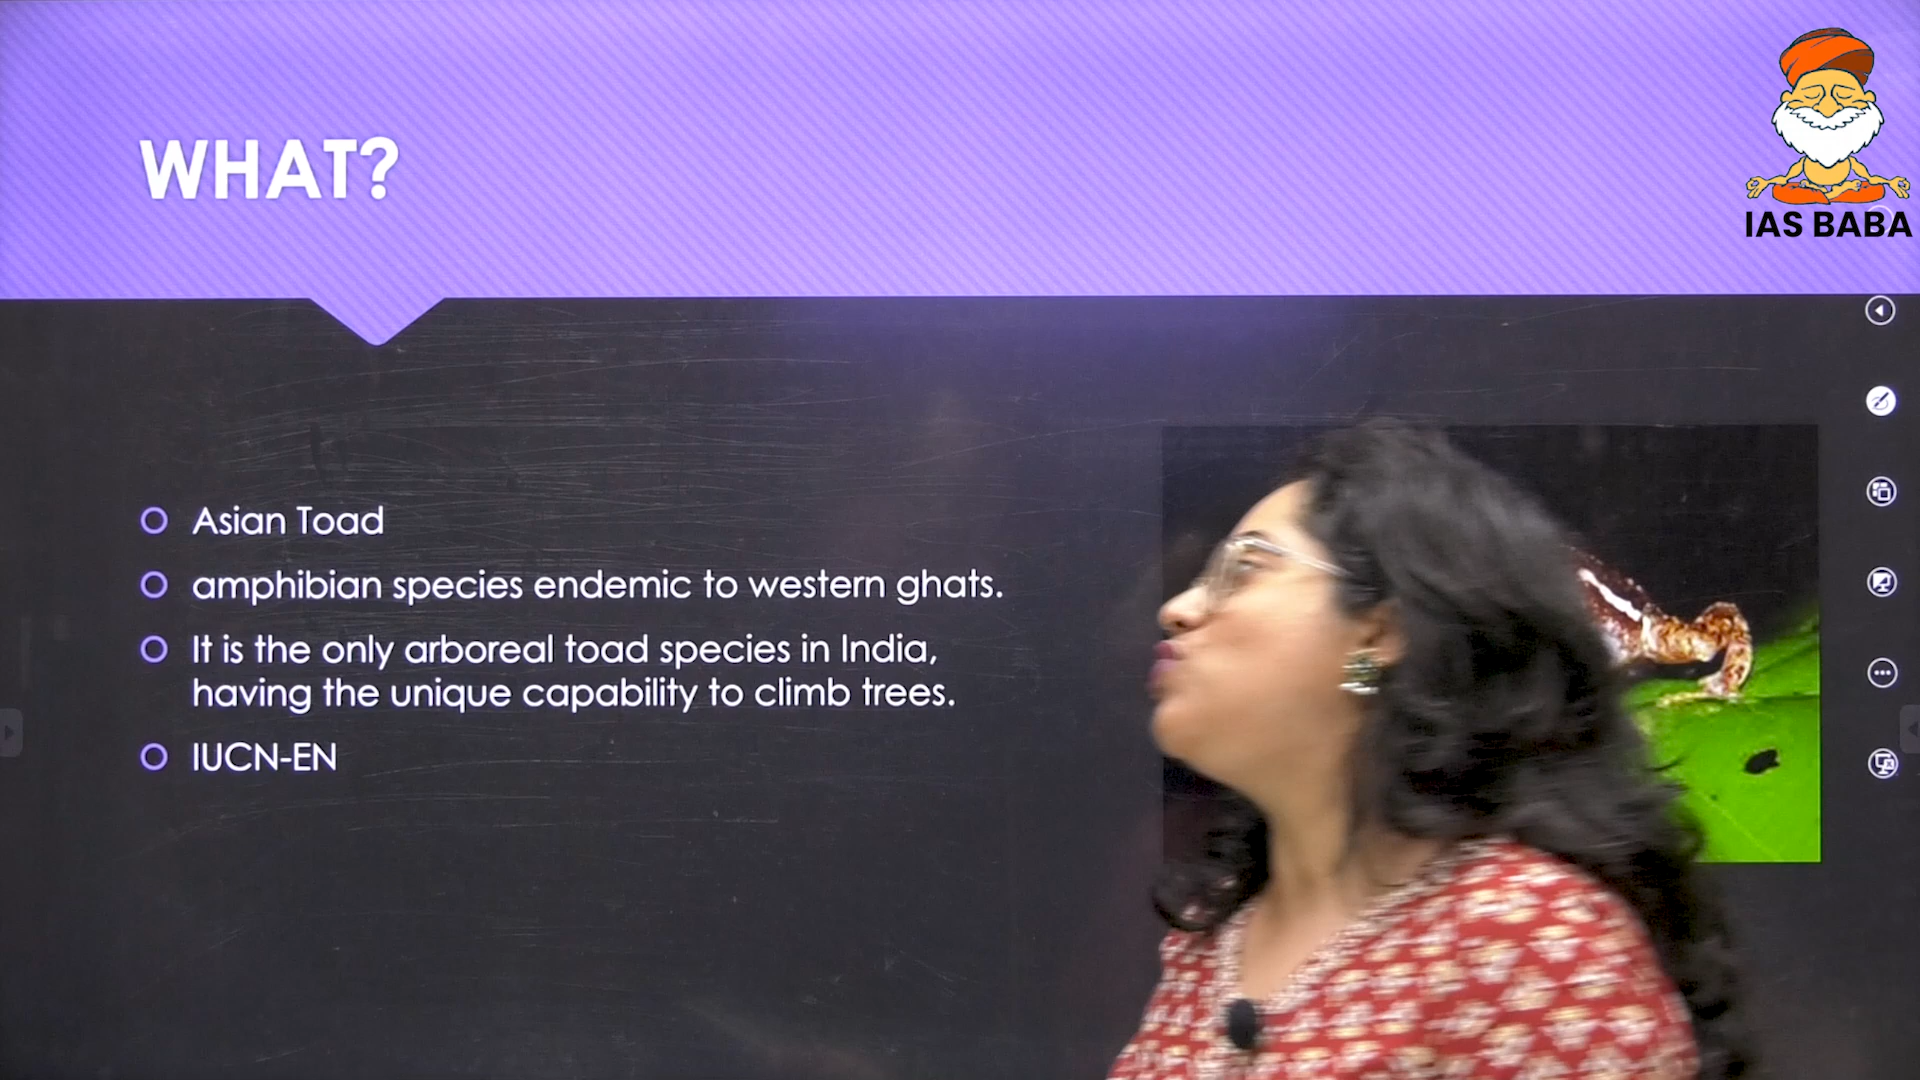 WHAT?
IAS BABA
Asian Toad
amphibian species endemic to western ghats.
It is the only arboreal toad species in India,
having the unique capability to climb trees.
IUCN-EN